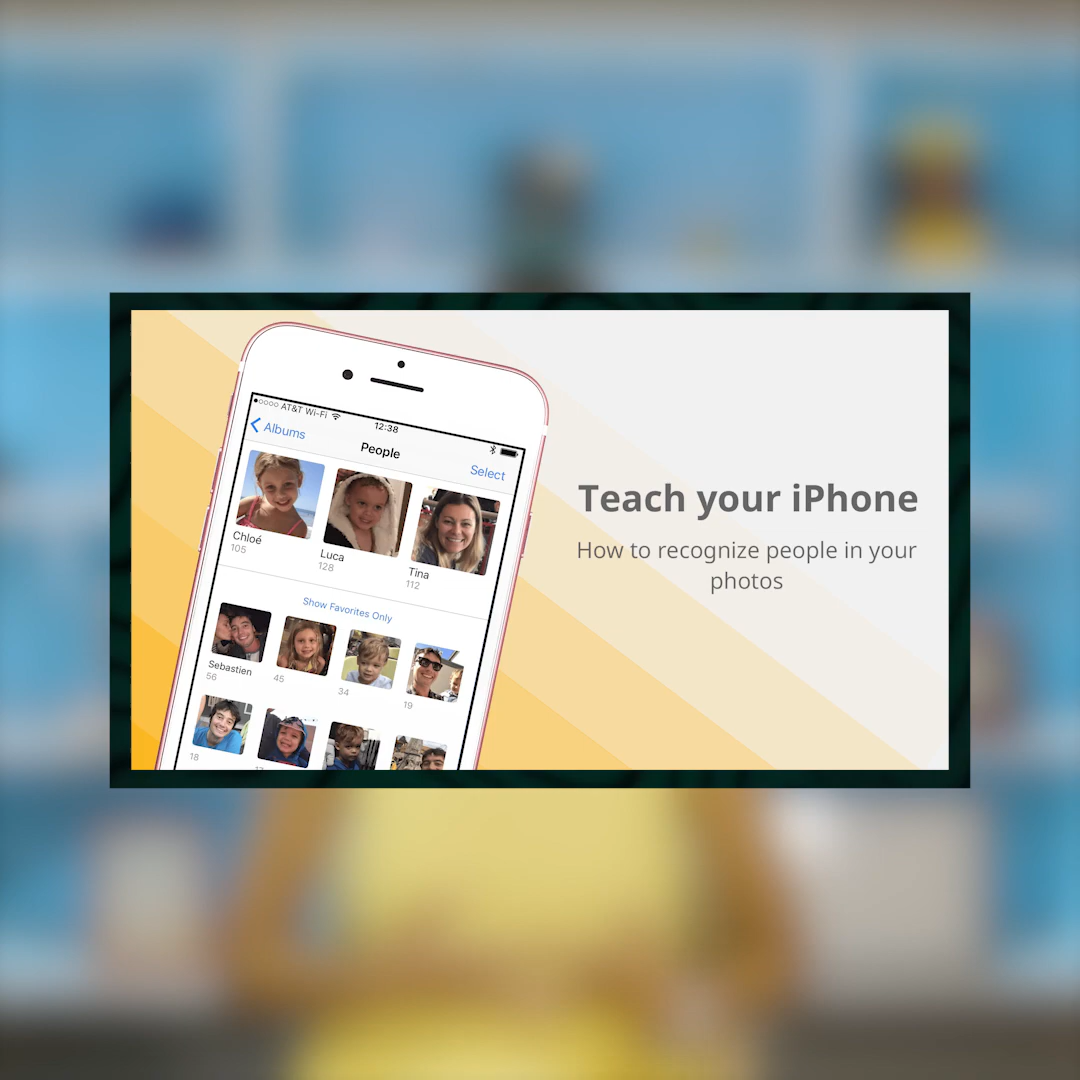 ●○○○○ AT&T Wi-Fi
12:38
Albums
People
Select
Chloé
105
Luca
128
Tina
112
Show Favorites Only
Sebastien
56
45
34
19
18
Teach your iPhone
How to recognize people in your
photos